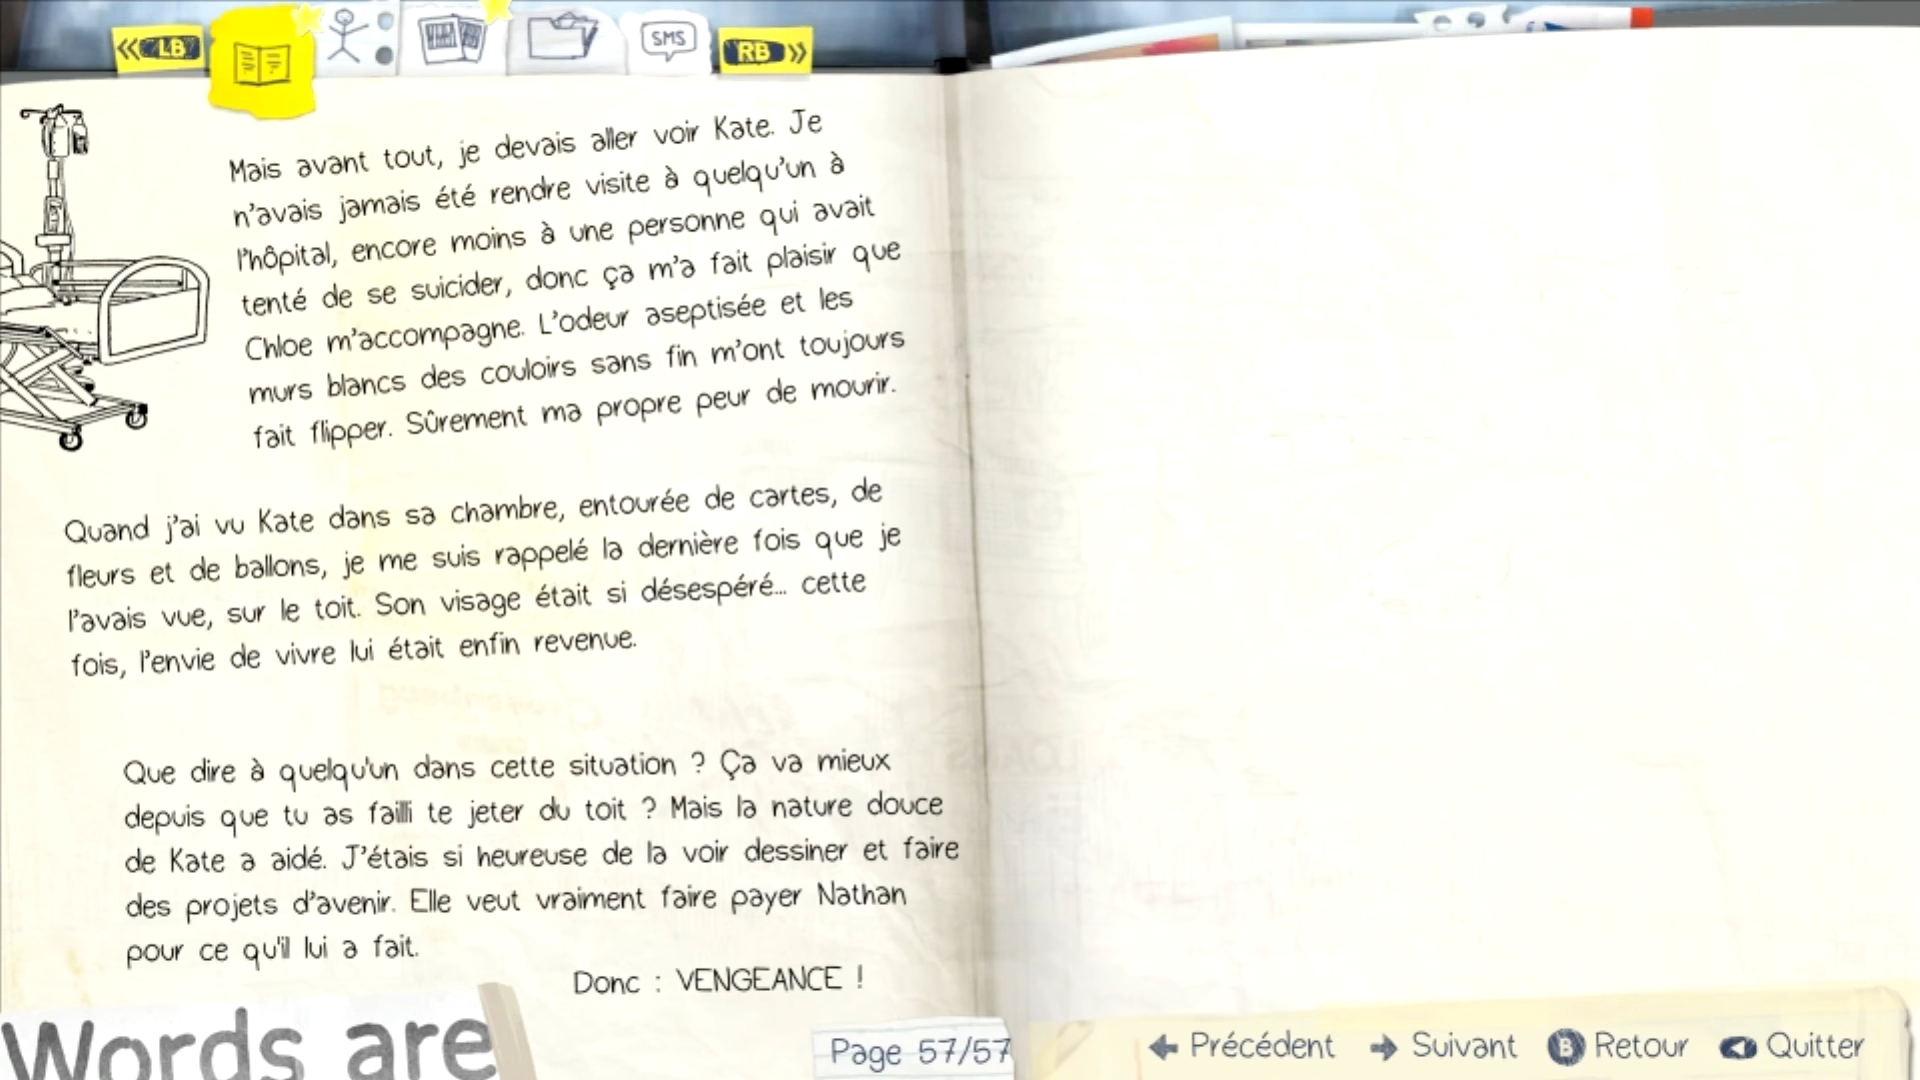 LB
SMS
RB
Mais avant tout, je devais aller voir Kate. Je
n'avais jamais été rendre visite à quelqu'un à
l'hôpital, encore moins à une personne qui avait
tenté de se suicider, donc ça m'a fait plaisir que
Chloe m'accompagne. L'odeur aseptisée et les
murs blancs des couloirs sans fin m'ont toujours
fait flipper. Sûrement ma propre peur de mourir.
Quand j'ai vu Kate dans sa chambre, entourée de cartes, de
fleurs et de ballons, je me suis rappelé la dernière fois que je
l'avais vue, sur le toit. Son visage était si désespéré... cette
fois, l'envie de vivre lui était enfin revenue.
Que dire à quelqu'un dans cette situation ? Ça va mieux
depuis que tu as failli te jeter du toit ? Mais la nature douce
de Kate a aidé. J'étais si heureuse de la voir dessiner et faire
des projets d'avenir. Elle veut vraiment faire payer Nathan
pour ce qu'il lui a fait.
Donc : VENGEANCE !
Words are
Page 57/57
Précédent Suivant B Retour Quitter